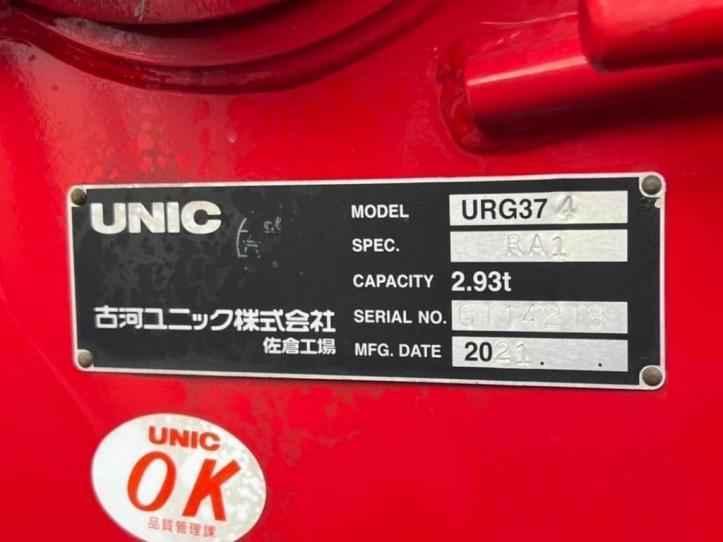 UNIC
MODEL URG374
SPEC. RA1
CAPACITY 2.93t
古河ユニック株式会社
佐倉工場
SERIAL NO.
MFG. DATE 2021 . .
UNIC
OK
品質管理課